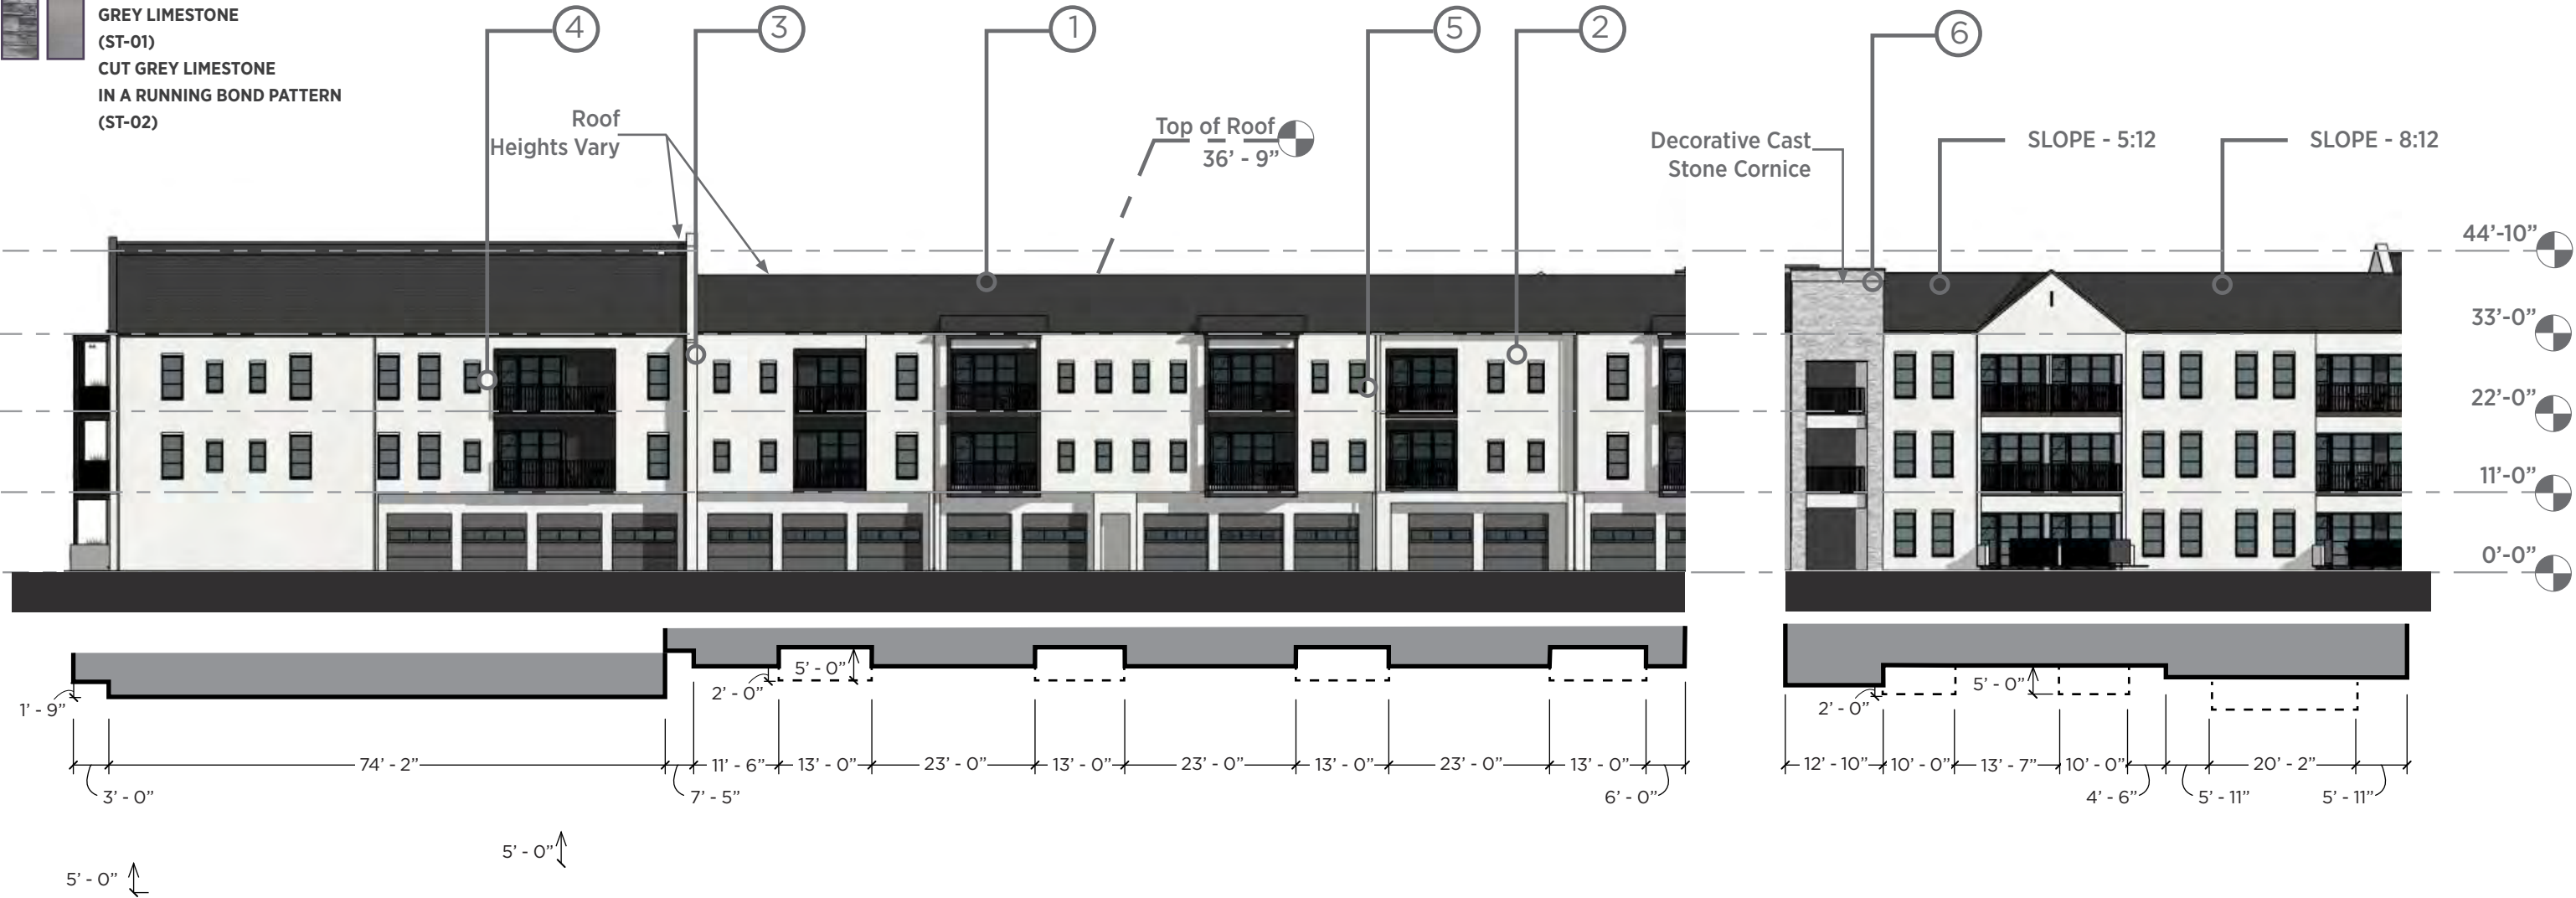 GREY LIMESTONE
(ST-01)
CUT GREY LIMESTONE
IN A RUNNING BOND PATTERN
(ST-02)
4
3
1
5
2
6
Roof
Heights Vary
Top of Roof
36’ - 9”
Decorative Cast
Stone Cornice
SLOPE - 5:12
SLOPE - 8:12
44’-10”
33’-0”
22’-0”
11’-0”
0’-0”
1’ - 9”
2’ - 0”
5’ - 0”
2’ - 0”
5’ - 0”
74’ - 2”
11’ - 6”
13’ - 0”
23’ - 0”
13’ - 0”
23’ - 0”
13’ - 0”
23’ - 0”
13’ - 0”
12’ - 10”
10’ - 0”
13’ - 7”
10’ - 0”
20’ - 2”
3’ - 0”
7’ - 5”
6’ - 0”
4’ - 6”
5’ - 11”
5’ - 11”
5’ - 0”
5’ - 0”